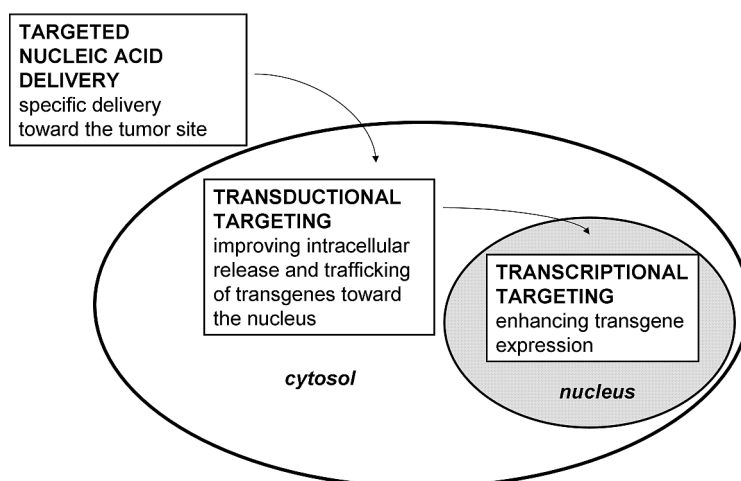 TARGETED
NUCLEIC ACID
DELIVERY
specific delivery
toward the tumor site
TRANSDUCTIONAL
TARGETING
improving intracellular
release and trafficking
of transgenes toward
the nucleus
cytosol
TRANSCRIPTIONAL
TARGETING
enhancing transgene
expression
nucleus